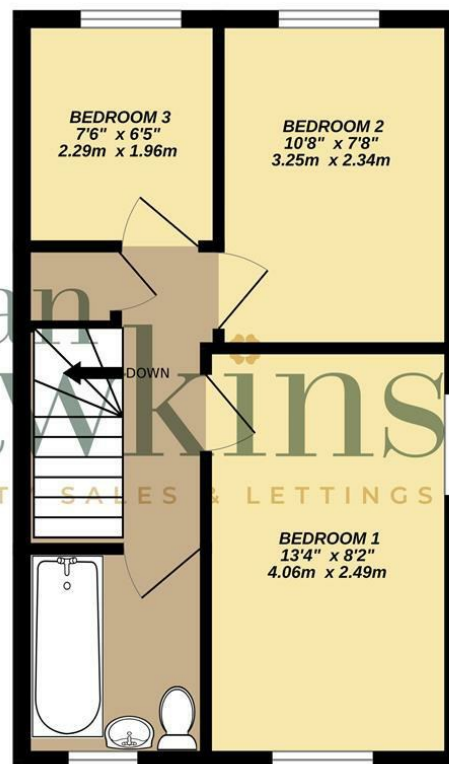 BEDROOM 3
7'6" x 6'5"
2.29m x 1.96m
BEDROOM 2
10'8" x 7'8"
3.25m x 2.34m
DOWN
SALES & LETTINGS
BEDROOM 1
13'4" x 8'2"
4.06m x 2.49m